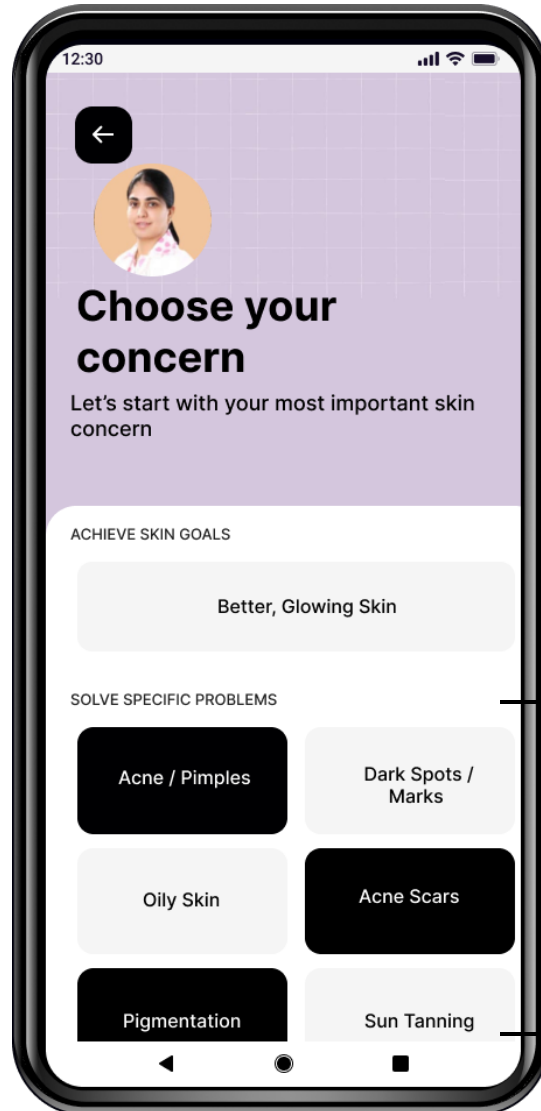 12:30
Choose your
concern
Let’s start with your most important skin
concern
ACHIEVE SKIN GOALS
Better, Glowing Skin
SOLVE SPECIFIC PROBLEMS
Acne / Pimples
Dark Spots /
Marks
Oily Skin
Acne Scars
Pigmentation
Sun Tanning